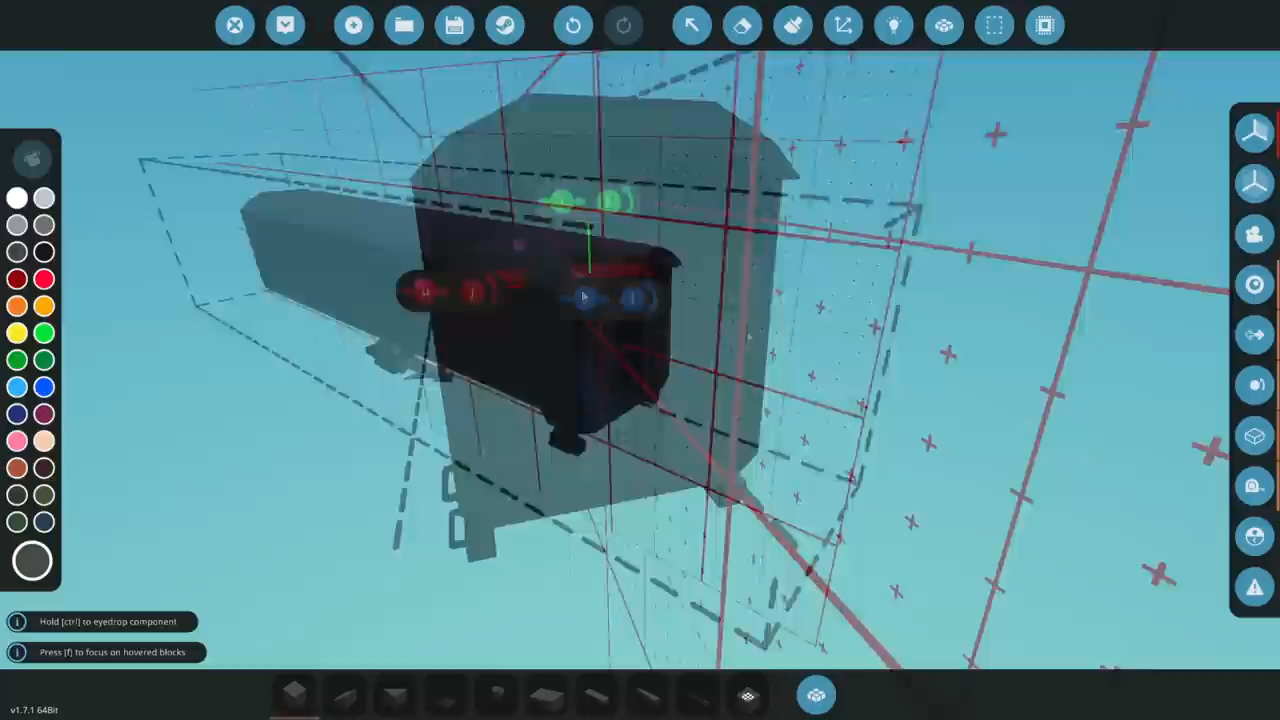 Hold [ctrl] to eyedrop component
Press [f] to focus on hovered blocks
v1.7.1 64Bit